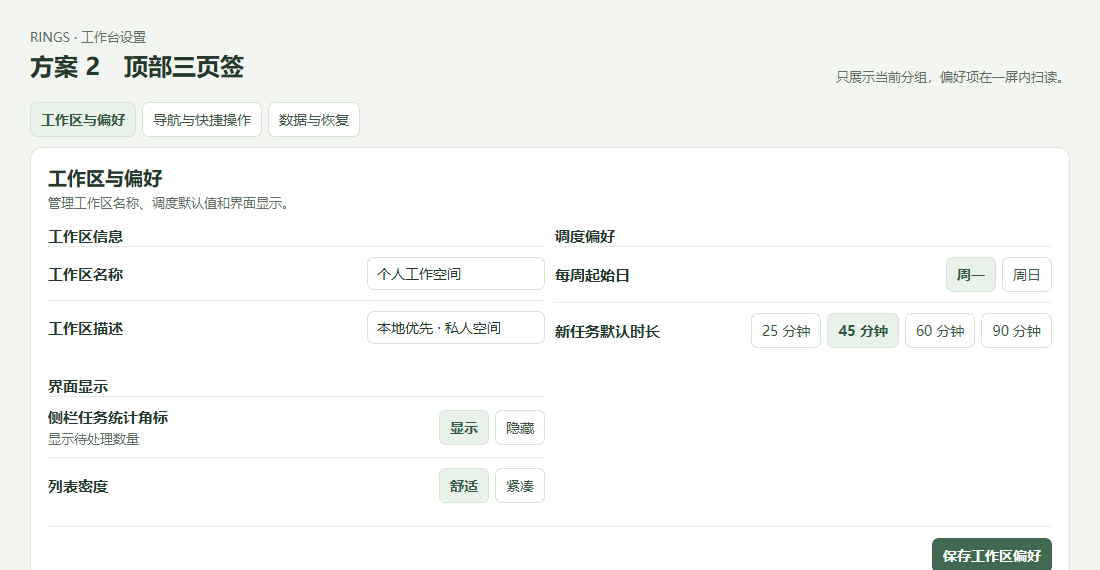 RINGS · 工作台设置
方案 2　顶部三页签
只展示当前分组，偏好项在一屏内扫读。
工作区与偏好 导航与快捷操作 数据与恢复
工作区与偏好
管理工作区名称、调度默认值和界面显示。
工作区信息
工作区名称 个人工作空间
工作区描述 本地优先 · 私人空间
调度偏好
每周起始日 周一 周日
新任务默认时长 25 分钟 45 分钟 60 分钟 90 分钟
界面显示
侧栏任务统计角标 显示 隐藏
显示待处理数量
列表密度 舒适 紧凑
保存工作区偏好